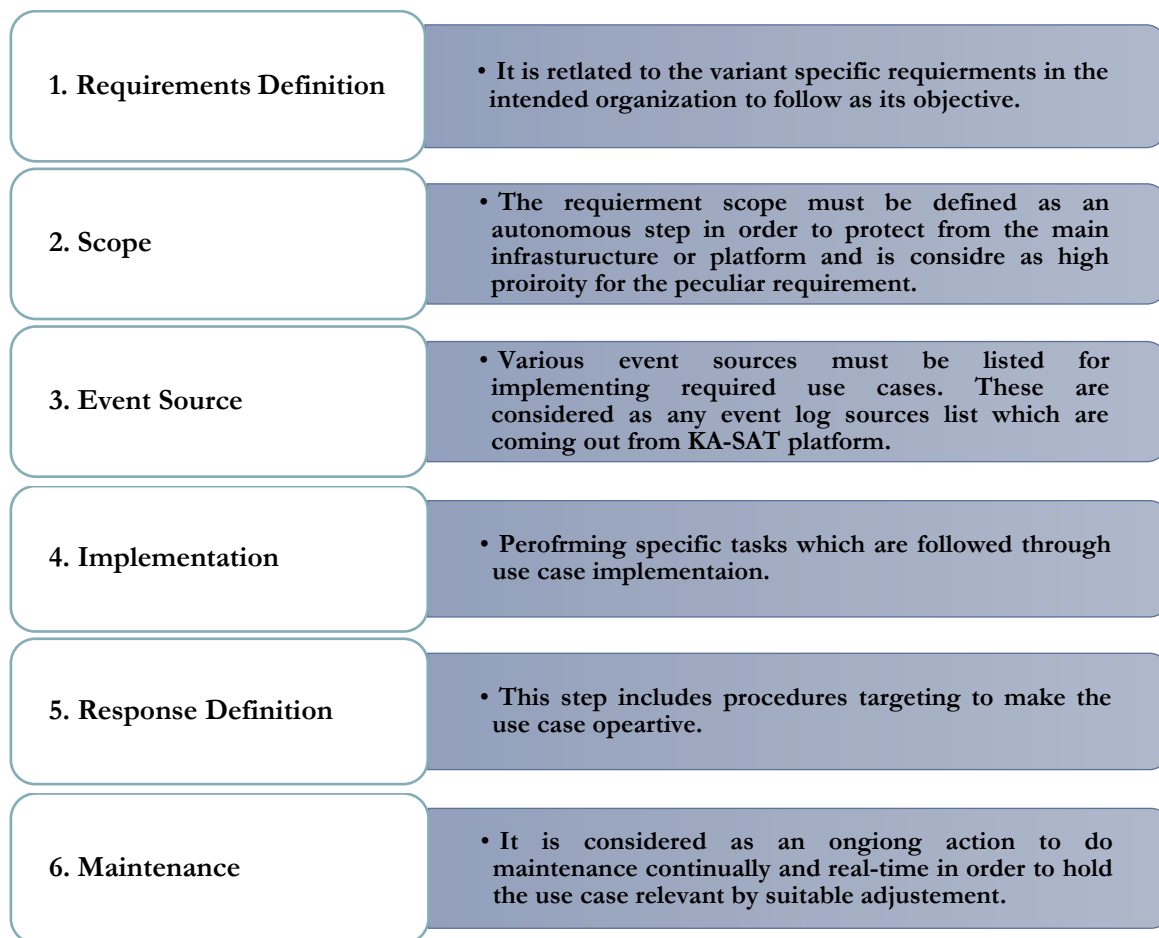 1. Requirements Definition
• It is retlated to the variant specific requierments in the
intended organization to follow as its objective.
2. Scope
• The requierment scope must be defined as an
autonomous step in order to protect from the main
infrasturucture or platform and is considre as high
proiroity for the peculiar requirement.
3. Event Source
• Various event sources must be listed for
implementing required use cases. These are
considered as any event log sources list which are
coming out from KA-SAT platform.
4. Implementation
• Perofrming specific tasks which are followed through
use case implementaion.
5. Response Definition
• This step includes procedures targeting to make the
use case opeartive.
6. Maintenance
• It is considered as an ongiong action to do
maintenance continually and real-time in order to hold
the use case relevant by suitable adjustement.